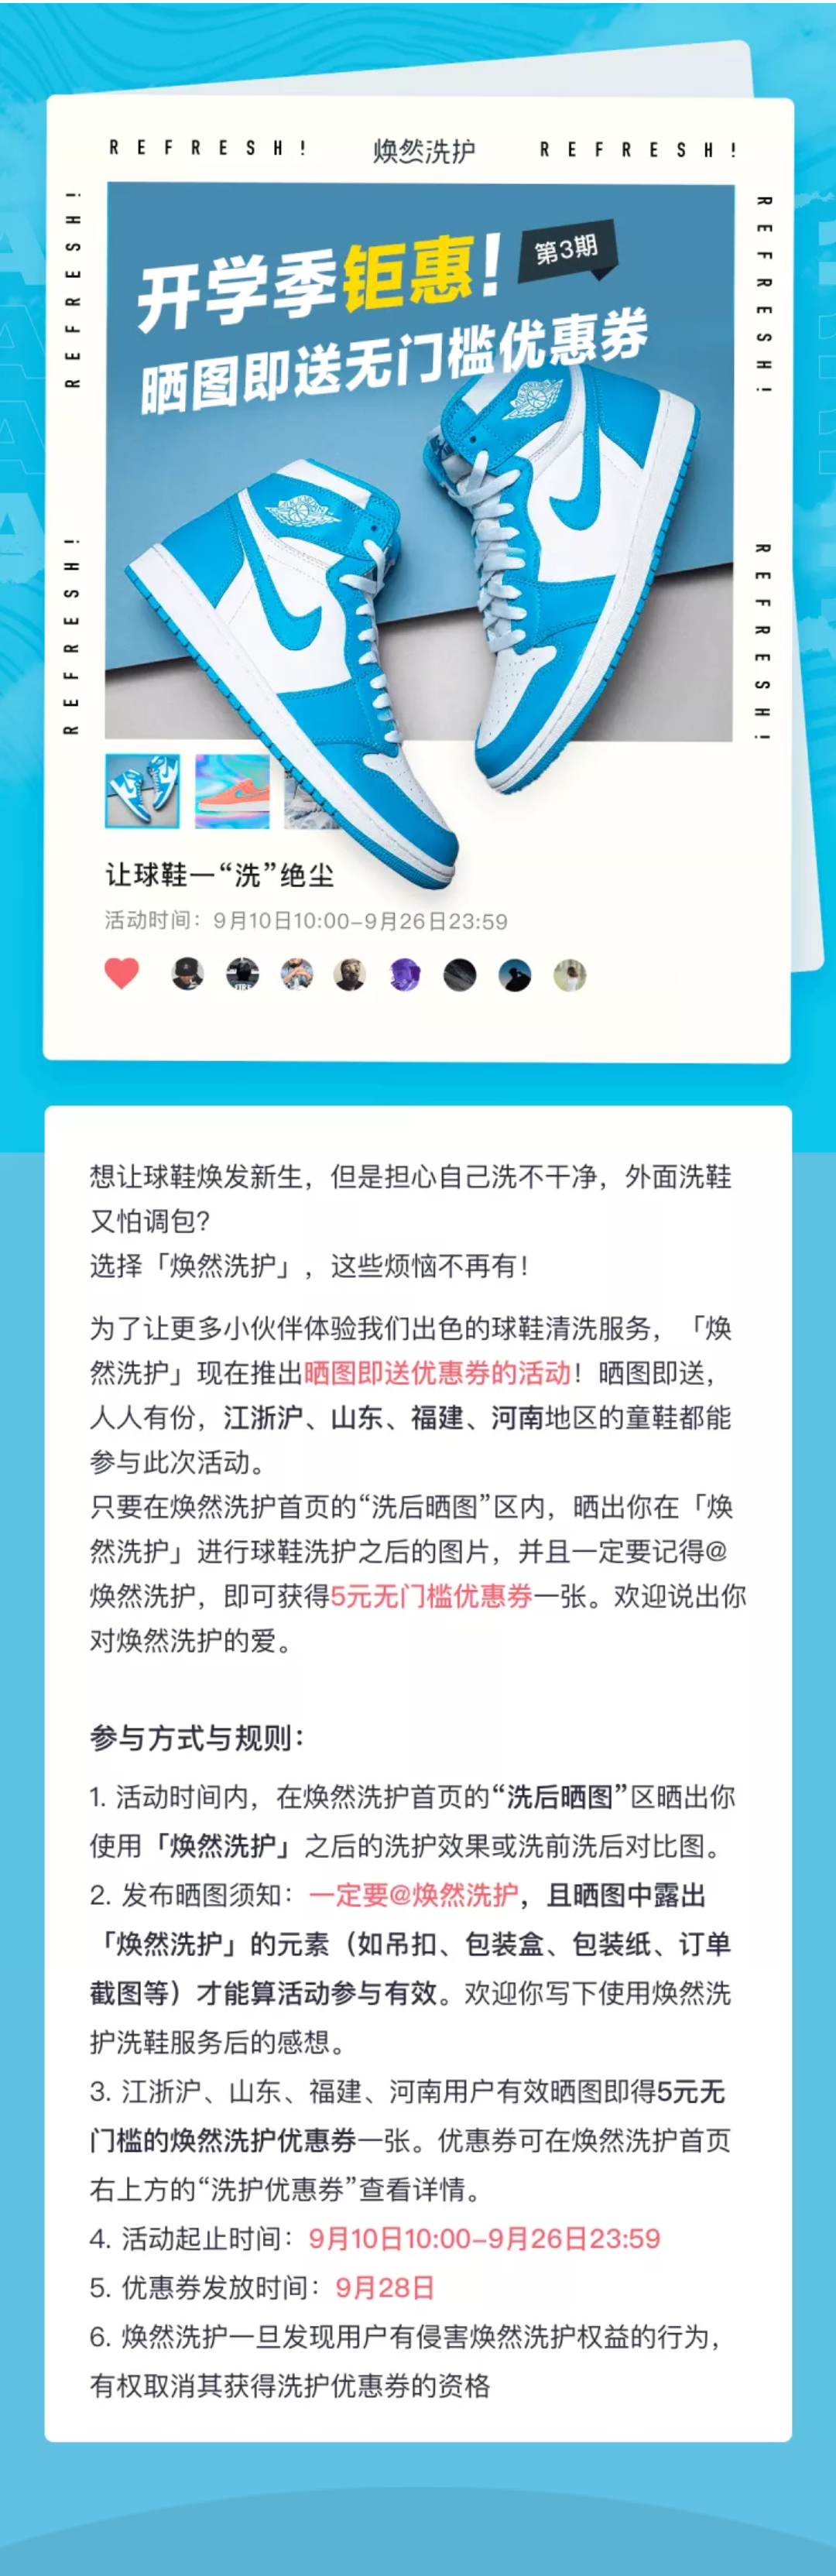 REFRESH!
焕然洗护
REFRESH!
REFRESH!
REFRESH!
REFRESH!
REFRESH!
开学季钜惠!
第3期
晒图即送无门槛优惠券
让球鞋一“洗”绝尘
活动时间：9月10日10:00-9月26日23:59
想让球鞋焕发新生，但是担心自己洗不干净，外面洗鞋
又怕调包?
选择「焕然洗护」，这些烦恼不再有!
为了让更多小伙伴体验我们出色的球鞋清洗服务，「焕
然洗护」现在推出晒图即送优惠券的活动！晒图即送，
人人有份，江浙沪、山东、福建、河南地区的童鞋都能
参与此次活动。
只要在焕然洗护首页的“洗后晒图”区内，晒出你在「焕
然洗护」进行球鞋洗护之后的图片，并且一定要记得@
焕然洗护，即可获得5元无门槛优惠券一张。欢迎说出你
对焕然洗护的爱。
参与方式与规则：
1. 活动时间内，在焕然洗护首页的“洗后晒图”区晒出你
使用「焕然洗护」之后的洗护效果或洗前洗后对比图。
2. 发布晒图须知：一定要@焕然洗护，且晒图中露出
「焕然洗护」的元素（如吊扣、包装盒、包装纸、订单
截图等）才能算活动参与有效。欢迎你写下使用焕然洗
护洗鞋服务后的感想。
3. 江浙沪、山东、福建、河南用户有效晒图即得5元无
门槛的焕然洗护优惠券一张。优惠券可在焕然洗护首页
右上方的“洗护优惠券”查看详情。
4. 活动起止时间：9月10日10:00-9月26日23:59
5. 优惠券发放时间：9月28日
6. 焕然洗护一旦发现用户有侵害焕然洗护权益的行为，
有权取消其获得洗护优惠券的资格